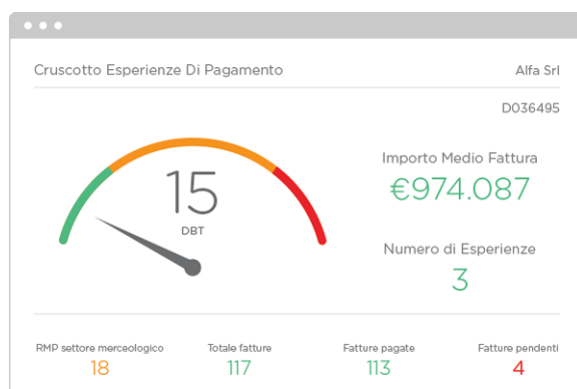 Cruscotto Esperienze Di Pagamento
Alfa Srl
D036495
15
DBT
Importo Medio Fattura
€974.087
Numero di Esperienze
3
RMP settore merceologico
18
Totale fatture
117
Fatture pagate
113
Fatture pendenti
4